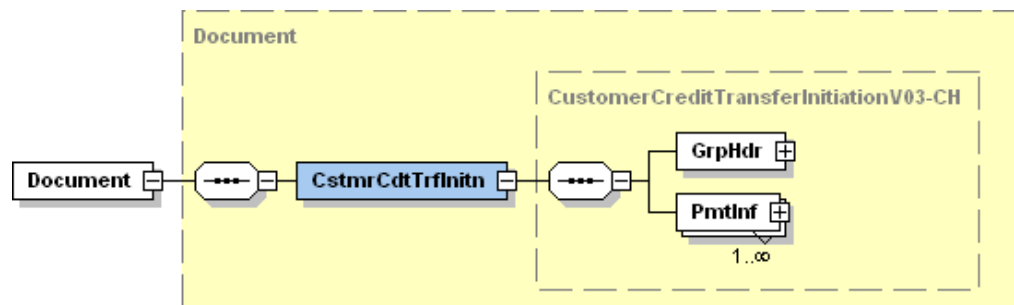 Document
CustomerCreditTransferInitiationV03-CH
GrpHdr
Document
CstmrCdtTrfInitn
PmtInf
1..∞